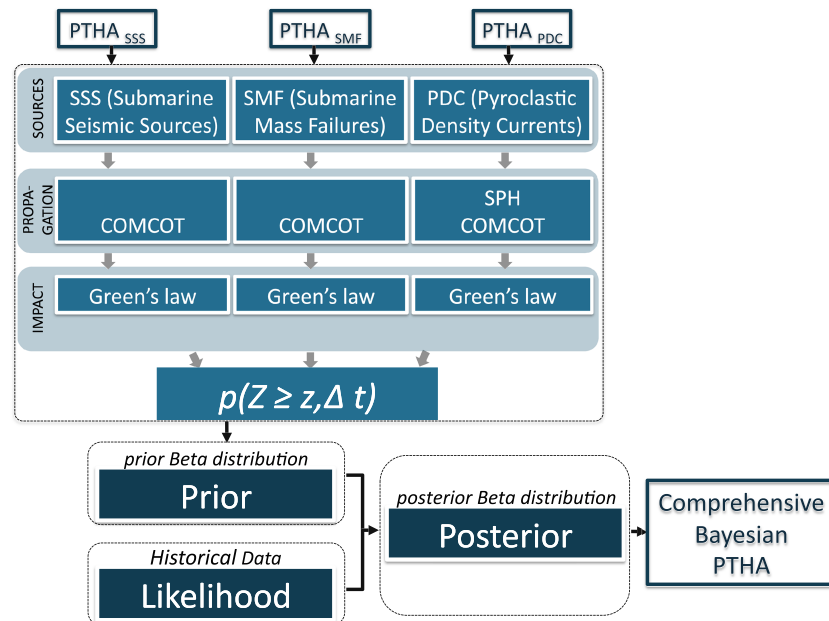 PTHA SSS
PTHA SMF
PTHA PDC
SOURCES
SSS (Submarine
Seismic Sources)
SMF (Submarine
Mass Failures)
PDC (Pyroclastic
Density Currents)
PROPA-
GATION
COMCOT
COMCOT
SPH
COMCOT
IMPACT
Green's law
Green's law
Green's law
p(Z ≥ z,Δ t)
prior Beta distribution
Prior
Historical Data
Likelihood
posterior Beta distribution
Posterior
Comprehensive
Bayesian
PTHA